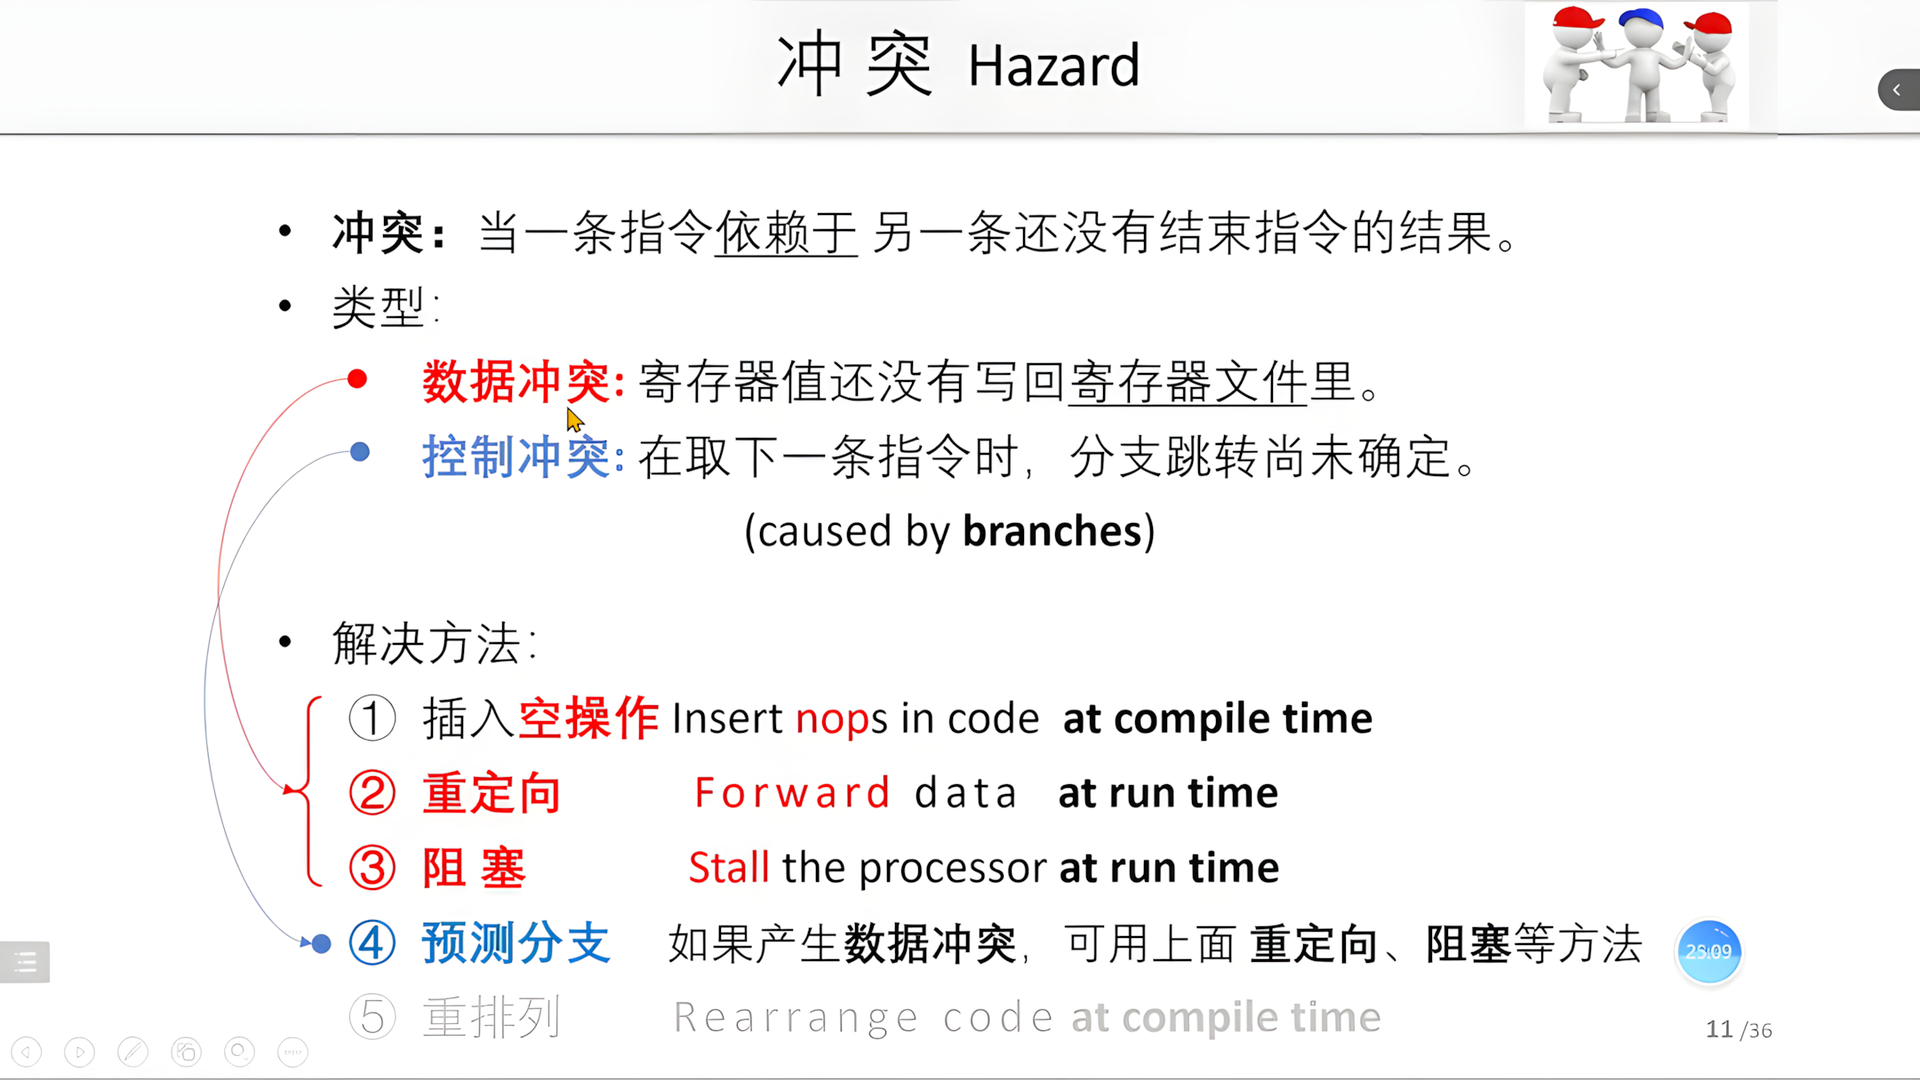 冲 突 Hazard
• 冲突：当一条指令依赖于 另一条还没有结束指令的结果。
• 类型:
数据冲突: 寄存器值还没有写回寄存器文件里。
控制冲突: 在取下一条指令时, 分支跳转尚未确定。
(caused by branches)
• 解决方法:
① 插入空操作 Insert nops in code at compile time
② 重定向 Forward data at run time
③ 阻 塞 Stall the processor at run time
④ 预测分支 如果产生数据冲突, 可用上面 重定向、阻塞等方法
⑤ 重排列 Rearrange code at compile time
11 /36